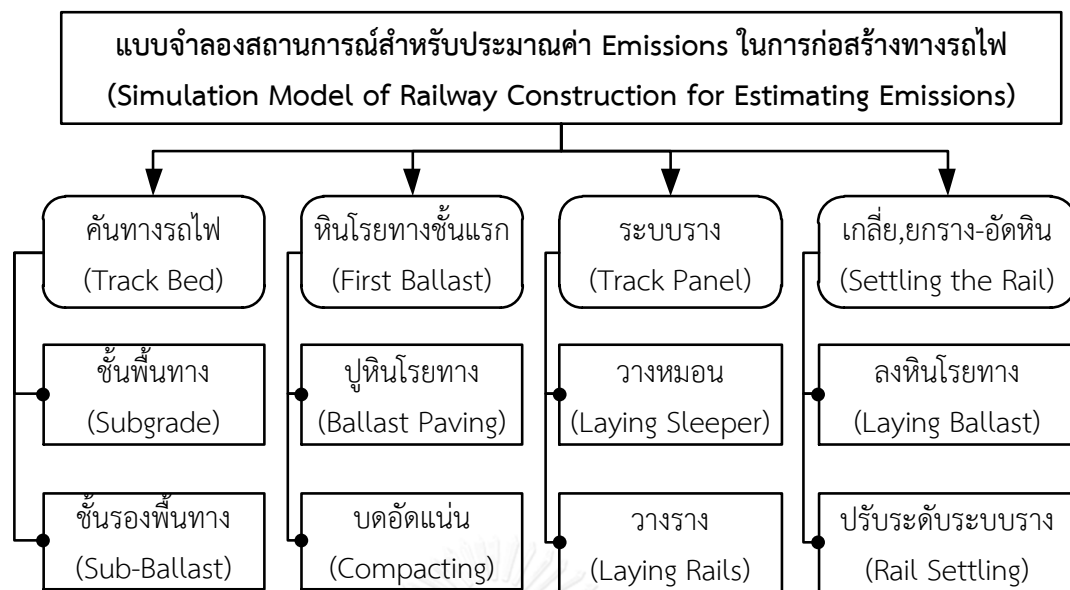 แบบจำลองสถานการณ์สำหรับประมาณค่า Emissions ในการก่อสร้างทางรถไฟ
(Simulation Model of Railway Construction for Estimating Emissions)
คันทางรถไฟ
(Track Bed)
ชั้นพื้นทาง
(Subgrade)
ชั้นรองพื้นทาง
(Sub-Ballast)
หินโรยทางชั้นแรก
(First Ballast)
ปูหินโรยทาง
(Ballast Paving)
บดอัดแน่น
(Compacting)
ระบบราง
(Track Panel)
วางหมอน
(Laying Sleeper)
วางราง
(Laying Rails)
เกลี่ย,ยกราง-อัดหิน
(Settling the Rail)
ลงหินโรยทาง
(Laying Ballast)
ปรับระดับระบบราง
(Rail Settling)